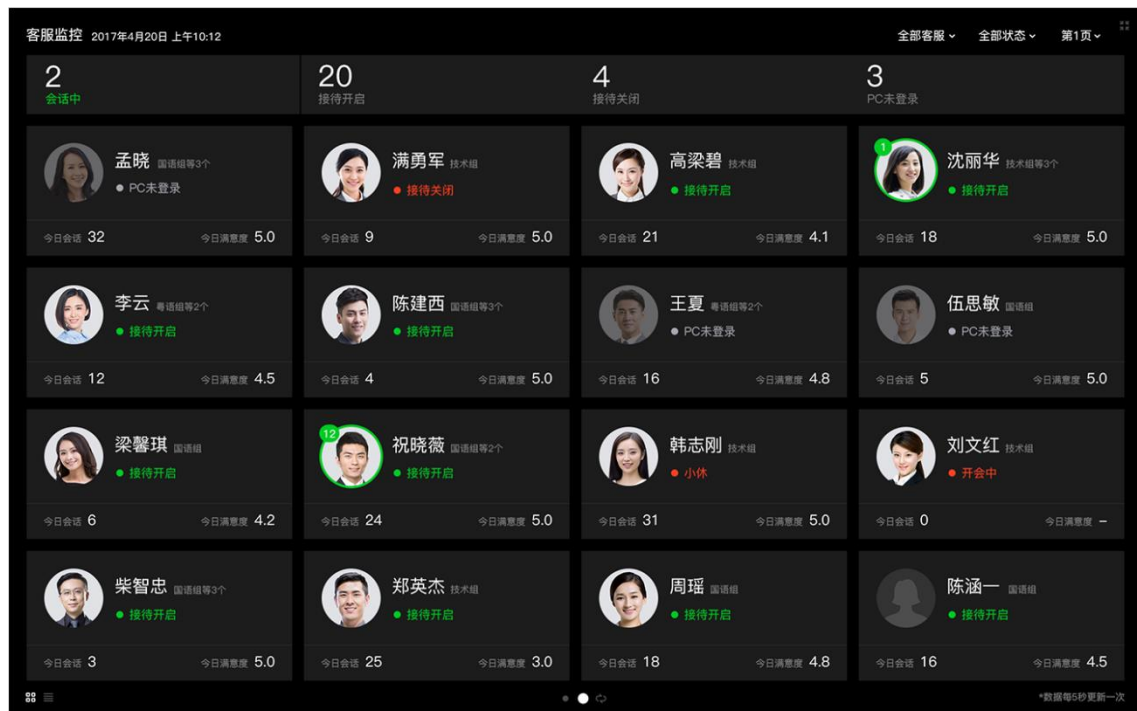 客服监控 2017年4月20日 上午10:12 全部客服 全部状态 第1页
2 20 4 3
会话中 接待开启 接待关闭 PC未登录
孟晓 国语组等3个 满勇军 技术组 高梁碧 技术组 1 沈丽华 技术组等3个
PC未登录 接待关闭 接待开启 接待开启
今日会话 32 今日满意度 5.0 今日会话 9 今日满意度 5.0 今日会话 21 今日满意度 4.1 今日会话 18 今日满意度 5.0
李云 粤语组等2个 陈建西 国语组等3个 王夏 粤语组等2个 伍思敏 国语组
接待开启 接待开启 PC未登录 PC未登录
今日会话 12 今日满意度 4.5 今日会话 4 今日满意度 5.0 今日会话 16 今日满意度 4.8 今日会话 5 今日满意度 5.0
梁馨琪 国语组 12 祝晓薇 国语组等2个 韩志刚 技术组 刘文红 技术组
接待开启 接待开启 小休 开会中
今日会话 6 今日满意度 4.2 今日会话 24 今日满意度 5.0 今日会话 31 今日满意度 5.0 今日会话 0 今日满意度 –
柴智忠 国语组等3个 郑英杰 技术组 周瑶 国语组 陈涵一 国语组
接待开启 接待开启 接待开启 接待开启
今日会话 3 今日满意度 5.0 今日会话 25 今日满意度 3.0 今日会话 18 今日满意度 4.8 今日会话 16 今日满意度 4.5
*数据每5秒更新一次